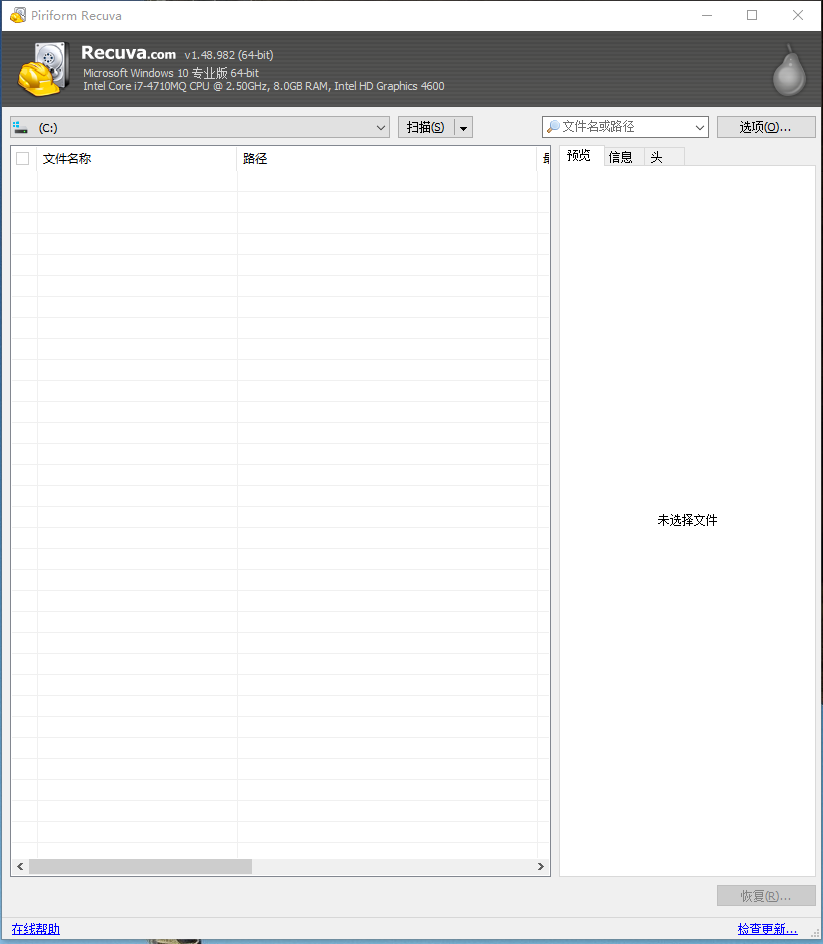 Piriform Recuva
Recuva.com v1.48.982 (64-bit)
Microsoft Windows 10 专业版 64-bit
Intel Core i7-4710MQ CPU @ 2.50GHz, 8.0GB RAM, Intel HD Graphics 4600
(C:) 扫描(S) 文件名或路径 选项(O)...
文件名称 路径
预览 信息 头
未选择文件
恢复(R)...
在线帮助 检查更新...